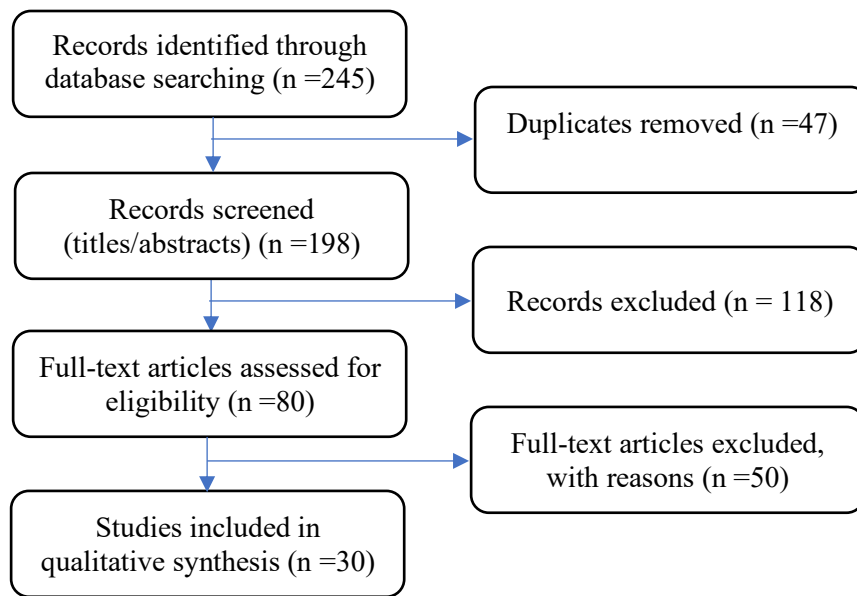 Records identified through
database searching (n =245)
Duplicates removed (n =47)
Records screened
(titles/abstracts) (n =198)
Records excluded (n = 118)
Full-text articles assessed for
eligibility (n =80)
Full-text articles excluded,
with reasons (n =50)
Studies included in
qualitative synthesis (n =30)